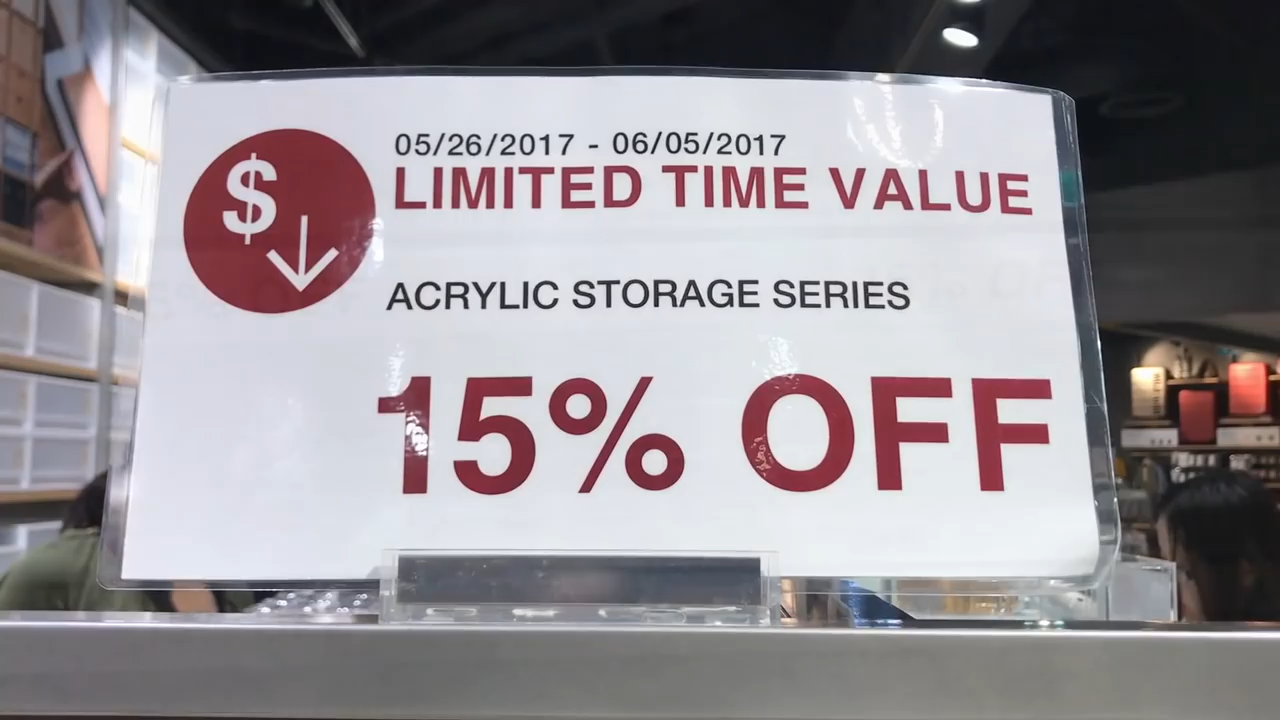 05/26/2017 - 06/05/2017
LIMITED TIME VALUE
$
ACRYLIC STORAGE SERIES
15% OFF